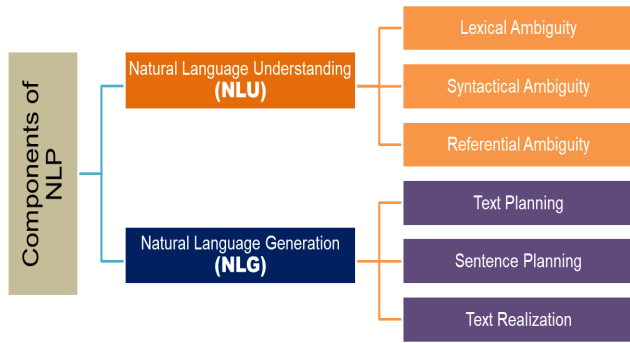 Components of
NLP
Natural Language Understanding
(NLU)
Lexical Ambiguity
Syntactical Ambiguity
Referential Ambiguity
Natural Language Generation
(NLG)
Text Planning
Sentence Planning
Text Realization